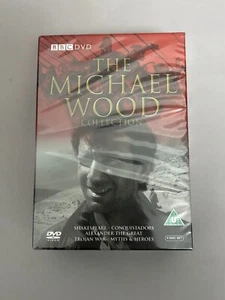 BBC DVD
THE
MICHAEL
WOOD
COLLECTION
SHAKESPEARE · CONQUISTADORS
ALEXANDER THE GREAT
TROJAN WAR · MYTHS & HEROES
DVD
U